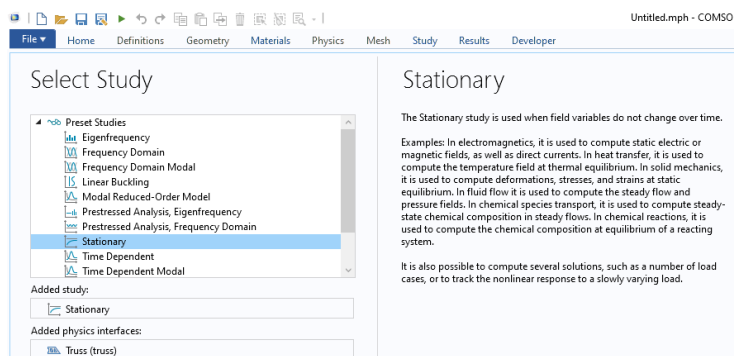 Untitled.mph - COMSO
File Home Definitions Geometry Materials Physics Mesh Study Results Developer
Select Study
Preset Studies
Eigenfrequency
Frequency Domain
Frequency Domain Modal
Linear Buckling
Modal Reduced-Order Model
Prestressed Analysis, Eigenfrequency
Prestressed Analysis, Frequency Domain
Stationary
Time Dependent
Time Dependent Modal
Added study:
Stationary
Added physics interfaces:
Truss (truss)
Stationary
The Stationary study is used when field variables do not change over time.
Examples: In electromagnetics, it is used to compute static electric or
magnetic fields, as well as direct currents. In heat transfer, it is used to
compute the temperature field at thermal equilibrium. In solid mechanics,
it is used to compute deformations, stresses, and strains at static
equilibrium. In fluid flow it is used to compute the steady flow and
pressure fields. In chemical species transport, it is used to compute steady-
state chemical composition in steady flows. In chemical reactions, it is
used to compute the chemical composition at equilibrium of a reacting
system.
It is also possible to compute several solutions, such as a number of load
cases, or to track the nonlinear response to a slowly varying load.